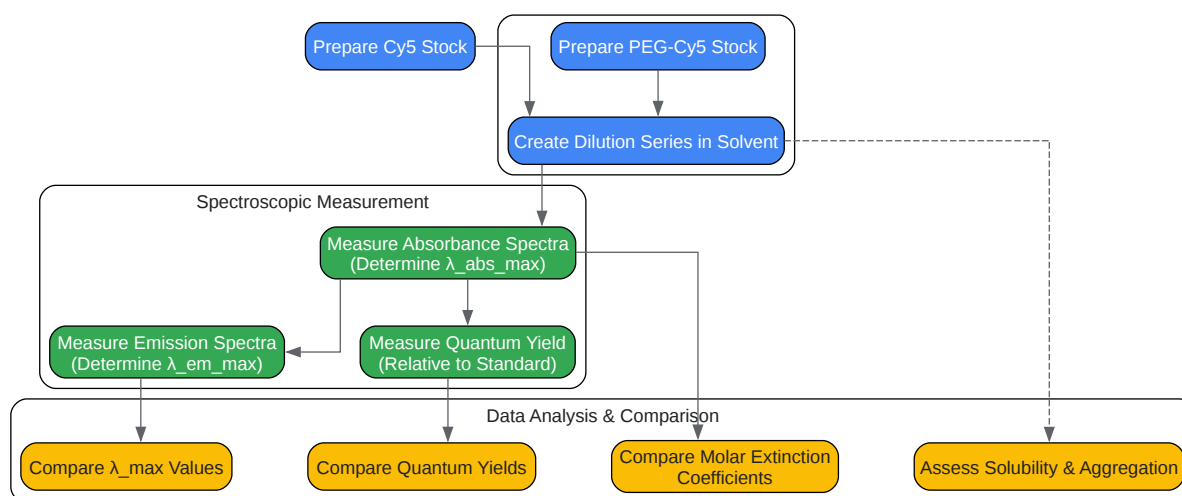 Prepare Cy5 Stock
Prepare PEG-Cy5 Stock
Create Dilution Series in Solvent
Spectroscopic Measurement
Measure Absorbance Spectra
(Determine λ_abs_max)
Measure Emission Spectra
(Determine λ_em_max)
Measure Quantum Yield
(Relative to Standard)
Data Analysis & Comparison
Compare λ_max Values
Compare Quantum Yields
Compare Molar Extinction
Coefficients
Assess Solubility & Aggregation